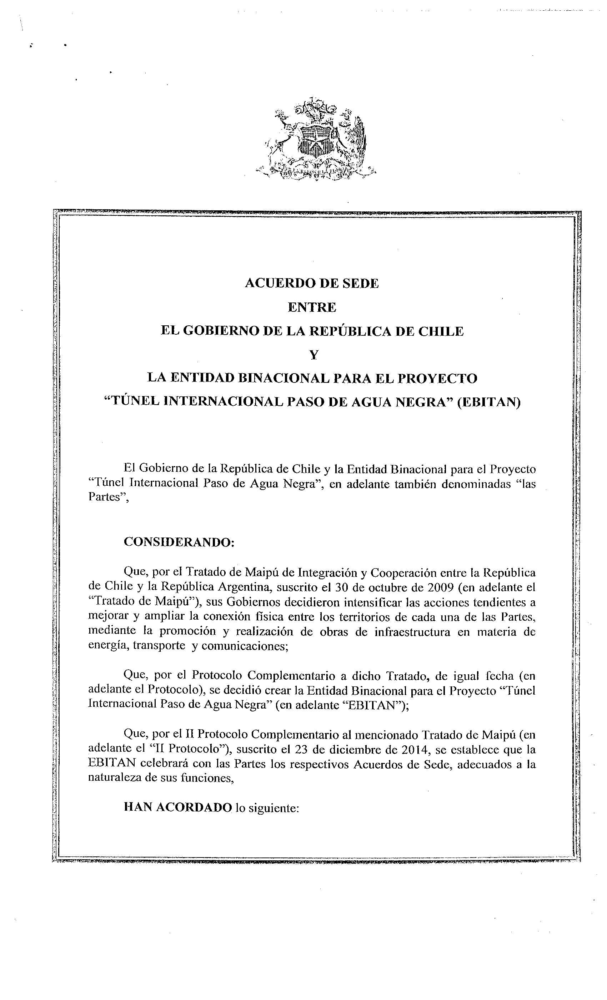 ACUERDO DE SEDE
ENTRE
EL GOBIERNO DE LA REPÚBLICA DE CHILE
Y
LA ENTIDAD BINACIONAL PARA EL PROYECTO
“TÚNEL INTERNACIONAL PASO DE AGUA NEGRA” (EBITAN)
El Gobierno de la República de Chile y la Entidad Binacional para el Proyecto
“Túnel Internacional Paso de Agua Negra”, en adelante también denominadas “las
Partes”,
CONSIDERANDO:
Que, por el Tratado de Maipú de Integración y Cooperación entre la República
de Chile y la República Argentina, suscrito el 30 de octubre de 2009 (en adelante el
“Tratado de Maipú”), sus Gobiernos decidieron intensificar las acciones tendientes a
mejorar y ampliar la conexión física entre los territorios de cada una de las Partes,
mediante la promoción y realización de obras de infraestructura en materia de
energía, transporte y comunicaciones;
Que, por el Protocolo Complementario a dicho Tratado, de igual fecha (en
adelante el Protocolo), se decidió crear la Entidad Binacional para el Proyecto “Túnel
Internacional Paso de Agua Negra” (en adelante “EBITAN”);
Que, por el II Protocolo Complementario al mencionado Tratado de Maipú (en
adelante el “II Protocolo”), suscrito el 23 de diciembre de 2014, se establece que la
EBITAN celebrará con las Partes los respectivos Acuerdos de Sede, adecuados a la
naturaleza de sus funciones,
HAN ACORDADO lo siguiente: